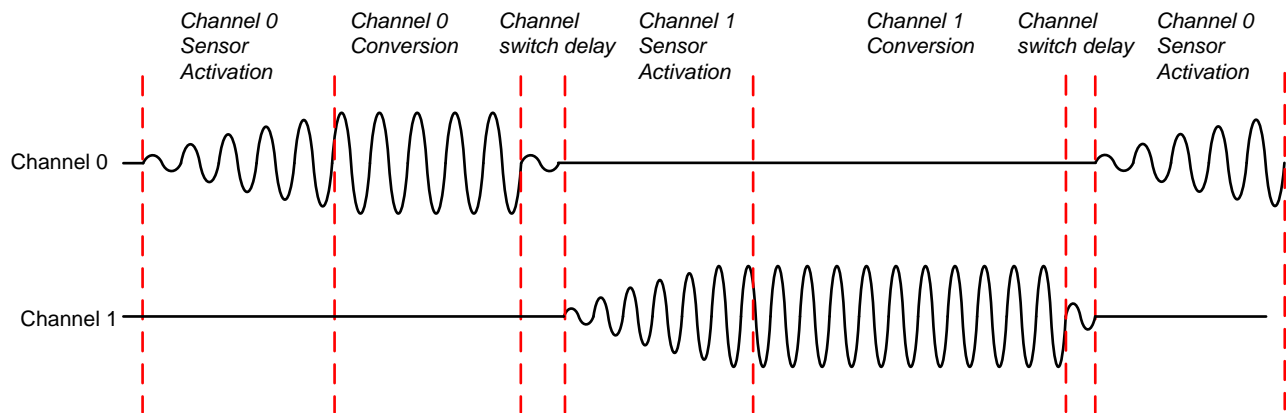 Channel 0
Sensor
Activation
Channel 0
Conversion
Channel
switch delay
Channel 1
Sensor
Activation
Channel 1
Conversion
Channel
switch delay
Channel 0
Sensor
Activation
Channel 0
Channel 1